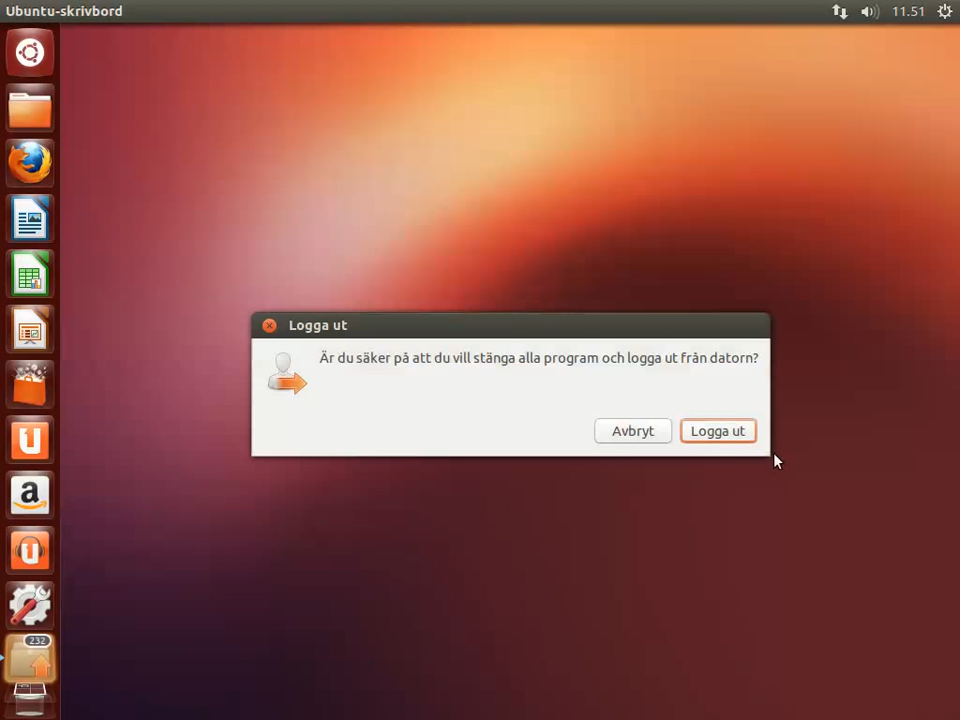 Ubuntu-skrivbord
11.51
Logga ut
Är du säker på att du vill stänga alla program och logga ut från datorn?
Avbryt
Logga ut
232